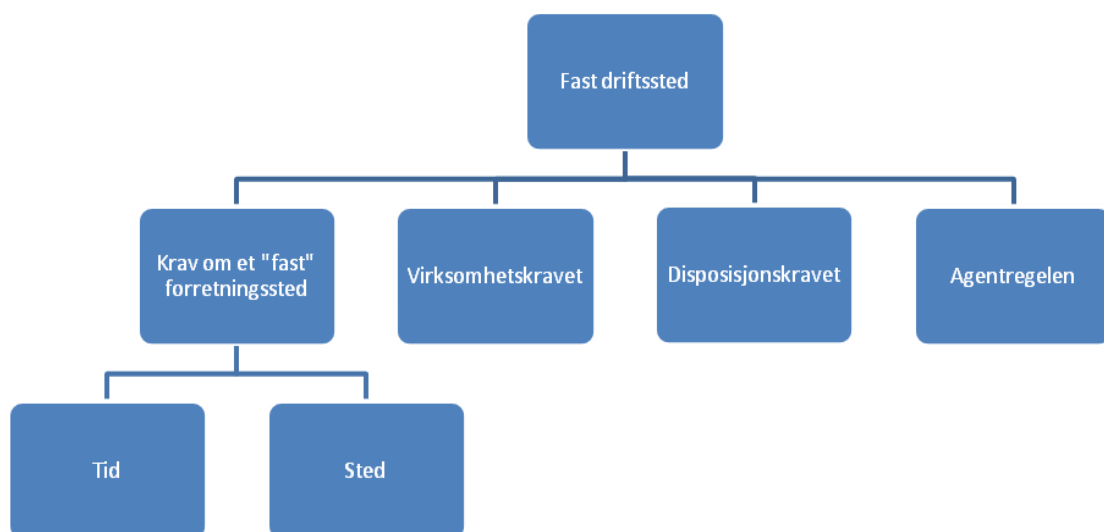 Fast driftssted
Krav om et "fast"
forretningssted
Virksomhetskravet
Disposisjonskravet
Agentregelen
Tid
Sted